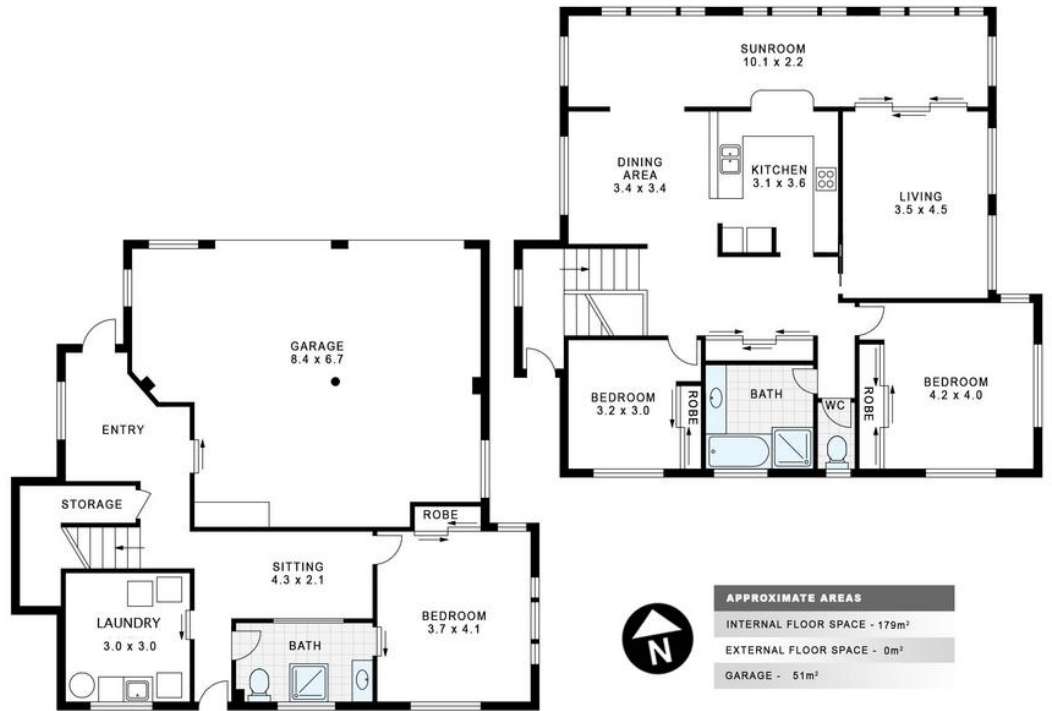 SUNROOM
10.1 x 2.2
DINING
AREA
3.4 x 3.4
KITCHEN
3.1 x 3.6
LIVING
3.5 x 4.5
BEDROOM
3.2 x 3.0
ROBE
BATH
WC
ROBE
BEDROOM
4.2 x 4.0
GARAGE
8.4 x 6.7
ENTRY
STORAGE
ROBE
SITTING
4.3 x 2.1
LAUNDRY
3.0 x 3.0
BATH
BEDROOM
3.7 x 4.1
N
APPROXIMATE AREAS
INTERNAL FLOOR SPACE - 179m²
EXTERNAL FLOOR SPACE - 0m²
GARAGE - 51m²